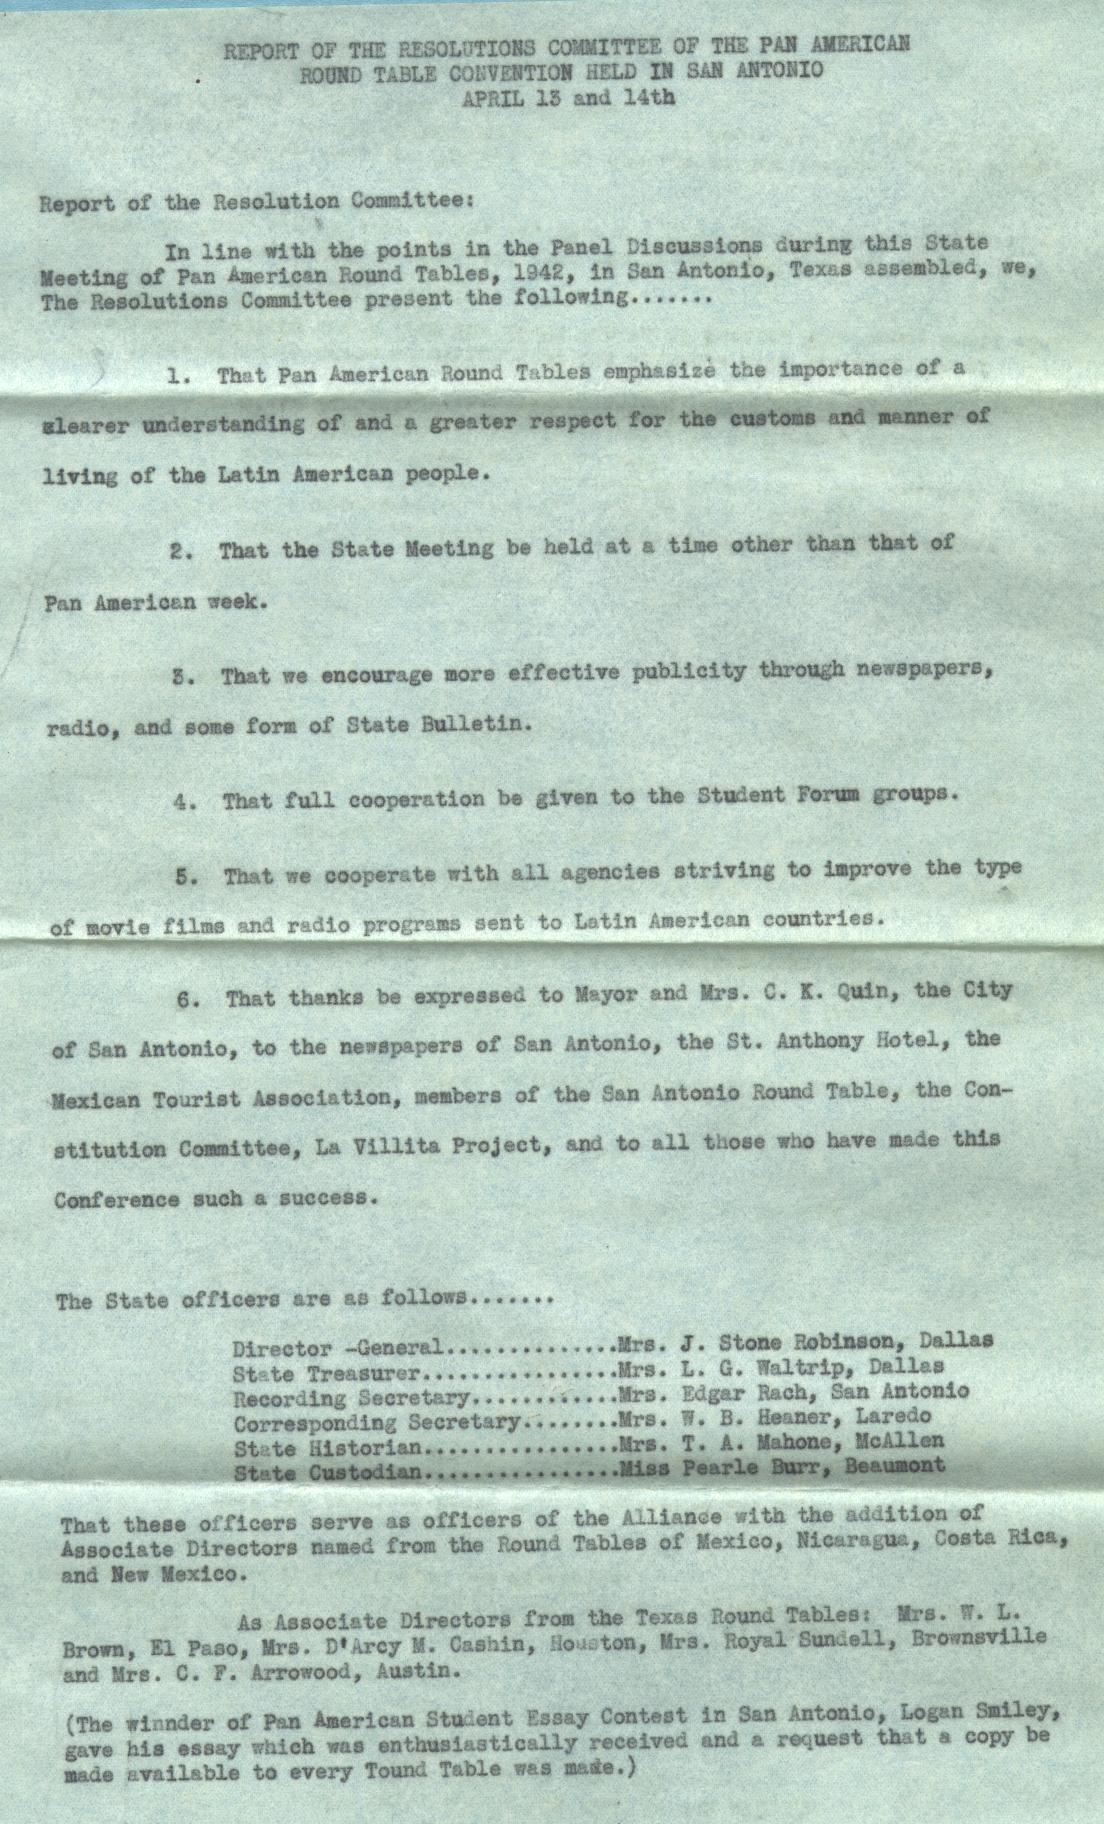 REPORT OF THE RESOLUTIONS COMMITTEE OF THE PAN AMERICAN
ROUND TABLE CONVENTION HELD IN SAN ANTONIO
APRIL 13 and 14th
Report of the Resolution Committee:
In line with the points in the Panel Discussions during this State
Meeting of Pan American Round Tables, 1942, in San Antonio, Texas assembled, we,
The Resolutions Committee present the following.......
1. That Pan American Round Tables emphasize the importance of a
clearer understanding of and a greater respect for the customs and manner of
living of the Latin American people.
2. That the State Meeting be held at a time other than that of
Pan American week.
3. That we encourage more effective publicity through newspapers,
radio, and some form of State Bulletin.
4. That full cooperation be given to the Student Forum groups.
5. That we cooperate with all agencies striving to improve the type
of movie films and radio programs sent to Latin American countries.
6. That thanks be expressed to Mayor and Mrs. C. K. Quin, the City
of San Antonio, to the newspapers of San Antonio, the St. Anthony Hotel, the
Mexican Tourist Association, members of the San Antonio Round Table, the Con-
stitution Committee, La Villita Project, and to all those who have made this
Conference such a success.
The State officers are as follows.......
Director -General..............Mrs. J. Stone Robinson, Dallas
State Treasurer................Mrs. L. G. Waltrip, Dallas
Recording Secretary............Mrs. Edgar Rach, San Antonio
Corresponding Secretary........Mrs. W. B. Heaner, Laredo
State Historian................Mrs. T. A. Mahone, McAllen
State Custodian................Miss Pearle Burr, Beaumont
That these officers serve as officers of the Alliance with the addition of
Associate Directors named from the Round Tables of Mexico, Nicaragua, Costa Rica,
and New Mexico.
As Associate Directors from the Texas Round Tables: Mrs. W. L.
Brown, El Paso, Mrs. D'Arcy M. Cashin, Houston, Mrs. Royal Sundell, Brownsville
and Mrs. C. F. Arrowood, Austin.
(The winnder of Pan American Student Essay Contest in San Antonio, Logan Smiley,
gave his essay which was enthusiastically received and a request that a copy be
made available to every Tound Table was made.)